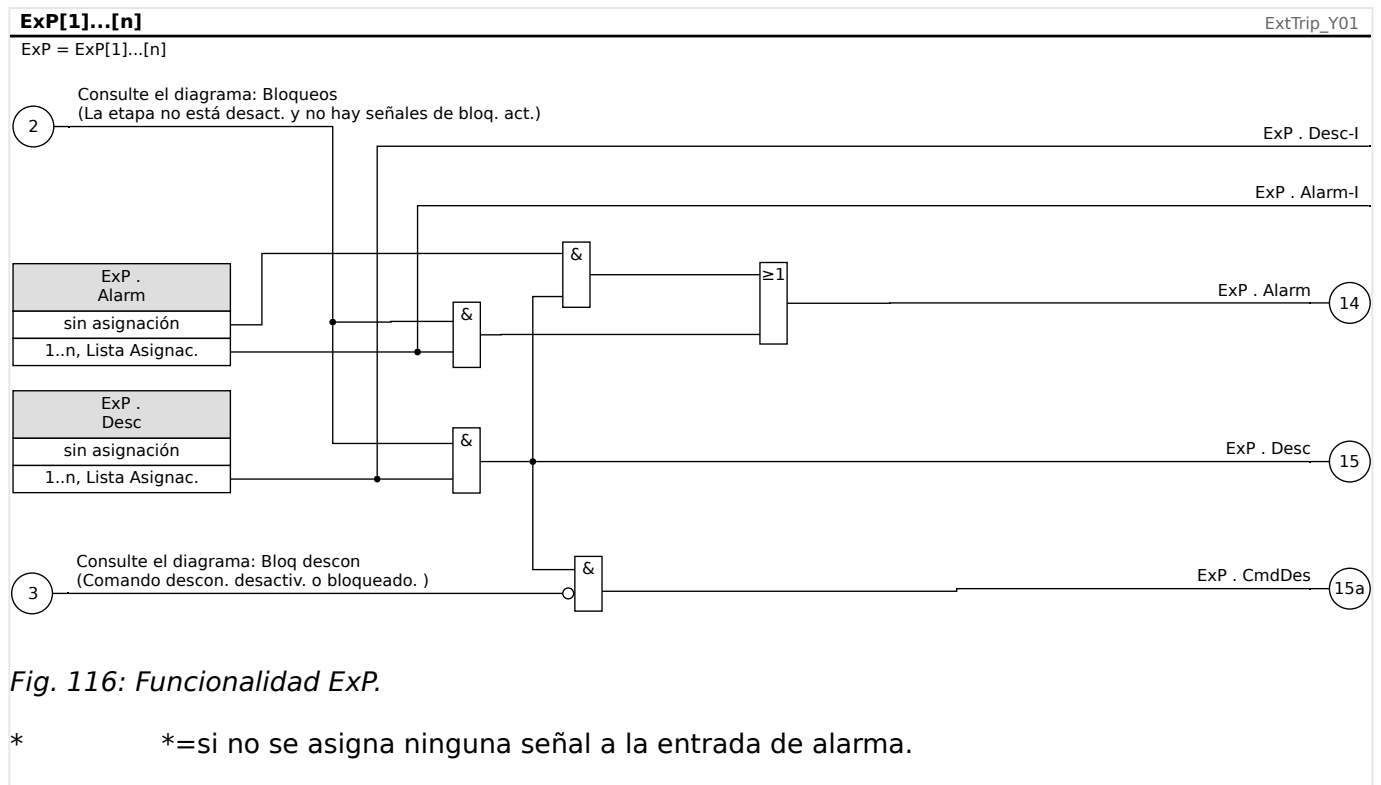 ExP[1]...[n]
ExtTrip_Y01
ExP = ExP[1]...[n]
Consulte el diagrama: Bloqueos
(La etapa no está desact. y no hay señales de bloq. act.)
2
ExP . Desc-I
ExP . Alarm-I
&
ExP .
Alarm
≥1
ExP . Alarm
14
sin asignación
&
1..n, Lista Asignac.
ExP .
Desc
&
sin asignación
ExP . Desc
15
1..n, Lista Asignac.
Consulte el diagrama: Bloq descon
(Comando descon. desactiv. o bloqueado. )
3
&
ExP . CmdDes
15a
Fig. 116: Funcionalidad ExP.
* *=si no se asigna ninguna señal a la entrada de alarma.